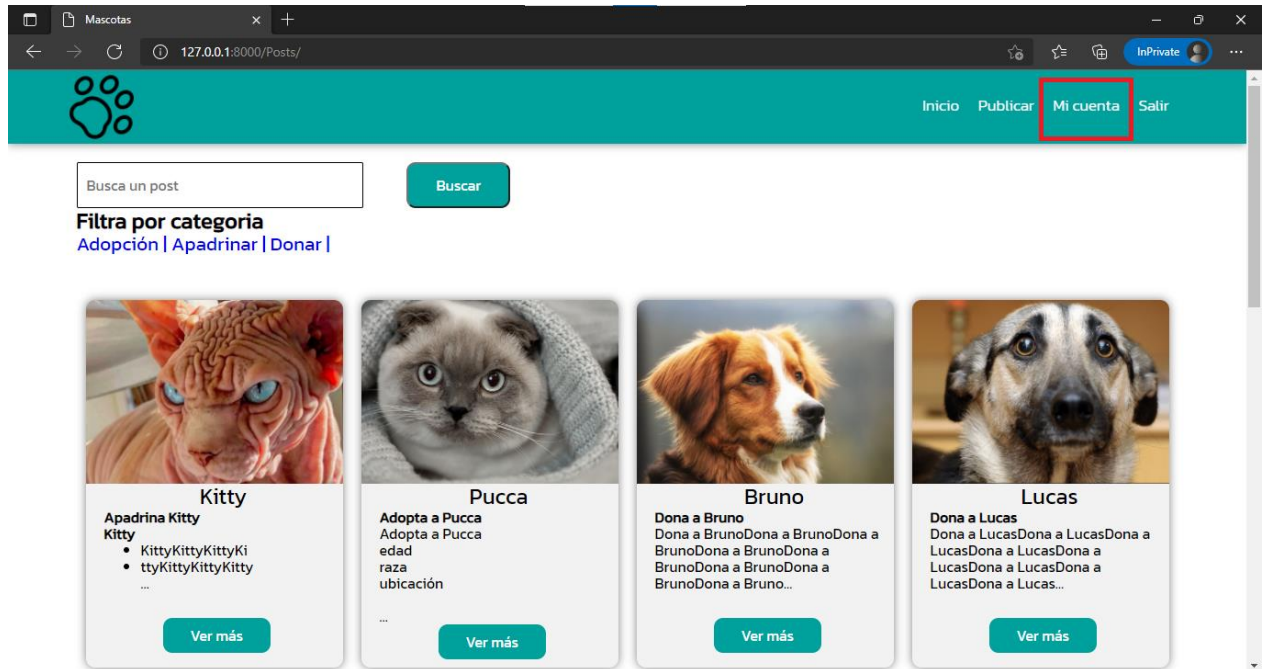 Mascotas
127.0.0.1:8000/Posts/
InPrivate
Inicio Publicar Mi cuenta Salir
Busca un post
Buscar
Filtra por categoria
Adopción | Apadrinar | Donar |
Kitty
Apadrina Kitty
Kitty
KittyKittyKittyKi
ttyKittyKittyKitty
...
Ver más
Pucca
Adopta a Pucca
Adopta a Pucca
edad
raza
ubicación
...
Ver más
Bruno
Dona a Bruno
Dona a BrunoDona a BrunoDona a
BrunoDona a BrunoDona a
BrunoDona a BrunoDona a
BrunoDona a Bruno...
Ver más
Lucas
Dona a Lucas
Dona a LucasDona a LucasDona a
LucasDona a LucasDona a
LucasDona a LucasDona a
LucasDona a Lucas...
Ver más